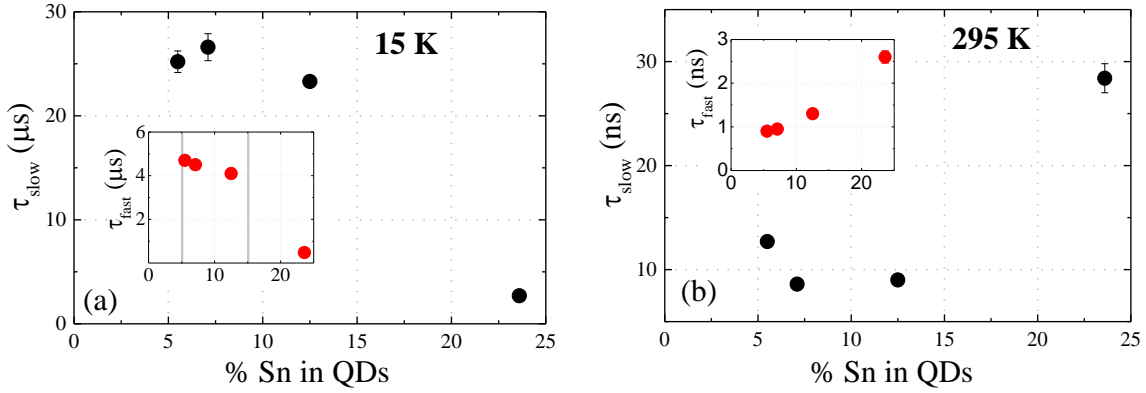 15 K
30
20
10
0
τslow (μs)
6
4
2
τfast (μs)
0 10 20
(a)
0 5 10 15 20 25
% Sn in QDs
295 K
30
20
10
τslow (ns)
3
2
1
0
τfast (ns)
0 10 20
(b)
0 5 10 15 20 25
% Sn in QDs